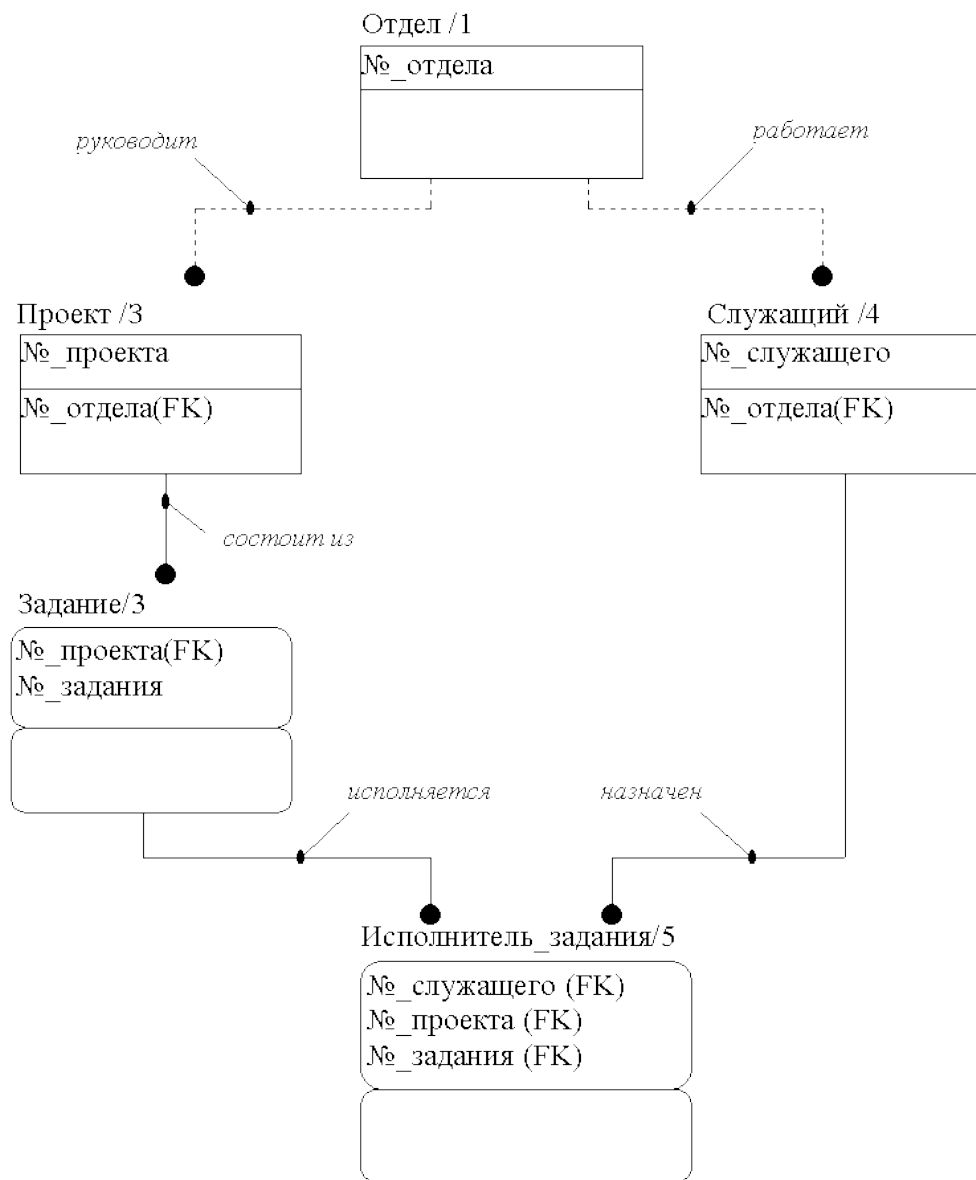 Отдел /1
№_отдела
руководит
работает
Проект /3
№_проекта
№_отдела(FK)
Служащий /4
№_служащего
№_отдела(FK)
состоит из
Задание/3
№_проекта(FK)
№_задания
исполняется
назначен
Исполнитель_задания/5
№_служащего (FK)
№_проекта (FK)
№_задания (FK)